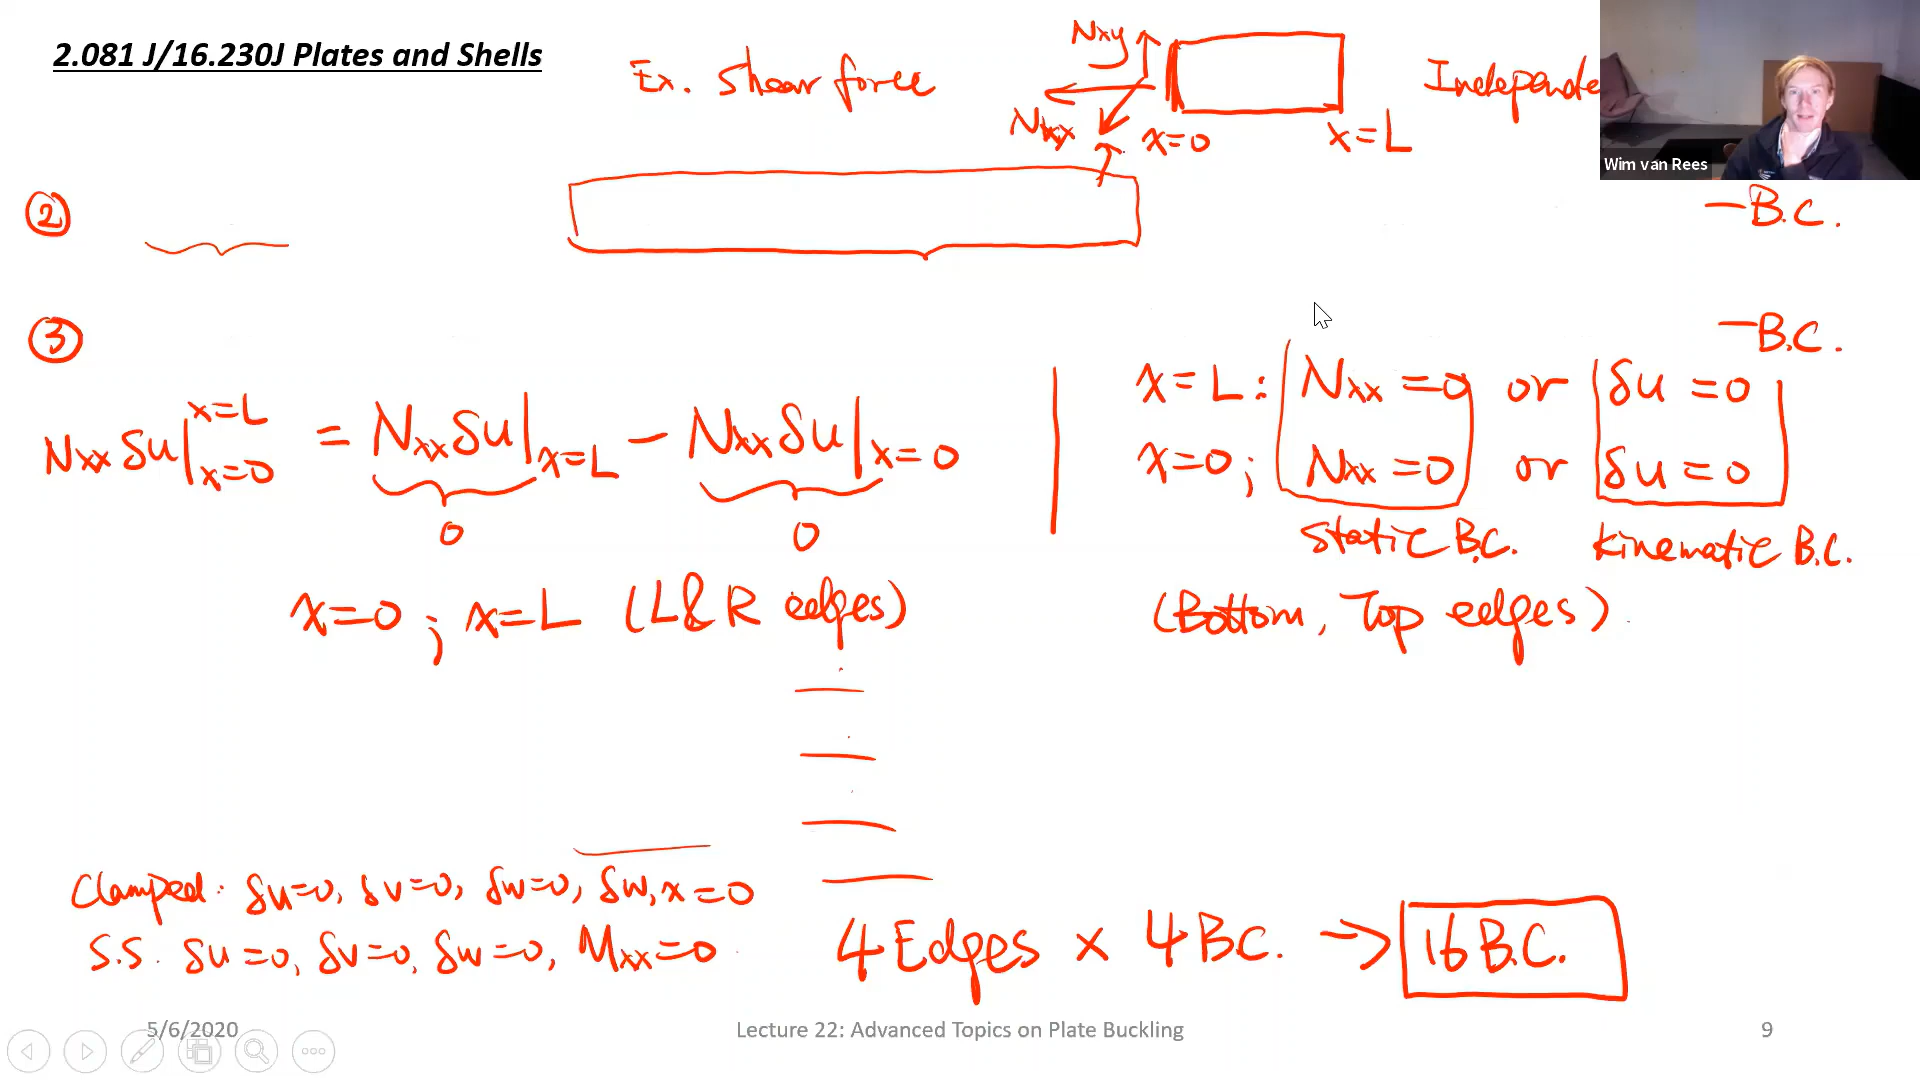 2.081 J/16.230J Plates and Shells
Ex. Shear force
Nxy
Nxx
x=0
x=L
Wim van Rees
② —B.C.
③ —B.C.
Nxx δu|x=L x=0 = Nxx δu|x=L − Nxx δu|x=0
0 0
x=L: Nxx =0 or δu =0
x=0; Nxx =0 or δu =0
static B.C. kinematic B.C.
x=0; x=L (L&R edges)
(Bottom, Top edges).
Clamped: δu=0, δv=0, δw=0, δw,x=0
S.S. δu=0, δv=0, δw=0, Mxx=0
4 Edges × 4 BC. → 16 B.C.
5/6/2020
Lecture 22: Advanced Topics on Plate Buckling
9